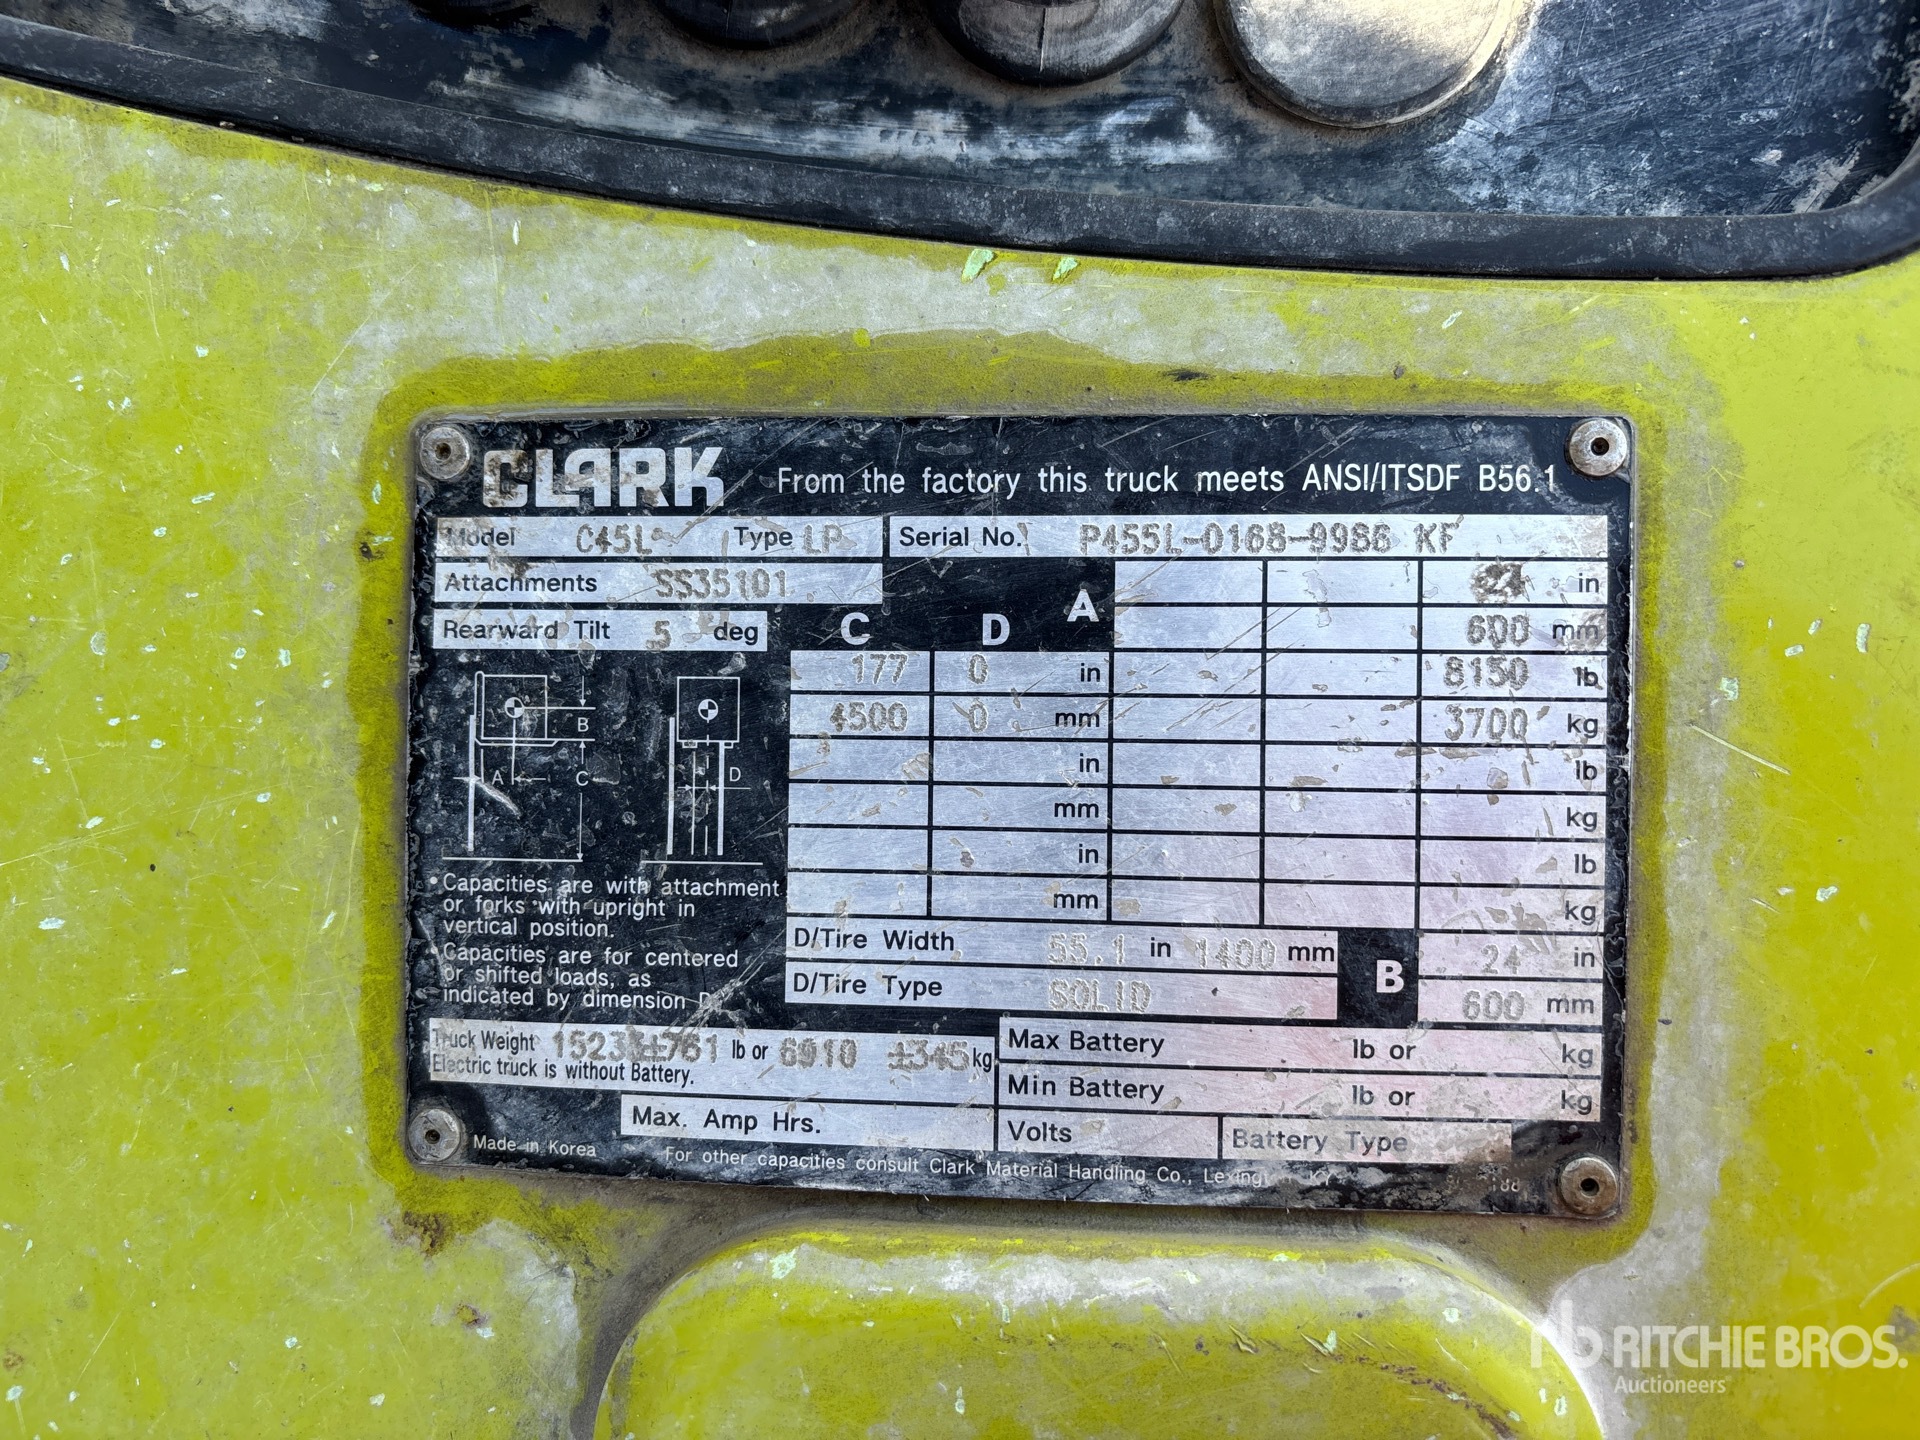 CLARK From the factory this truck meets ANSI/ITSDF B56.1
Model C45L Type LP Serial No. P455L-0168-9986 KF
Attachments SS35101
Rearward Tilt 5 deg
C D A
24 in
600 mm
177 0 in 8150 lb
4500 0 mm 3700 kg
in lb
mm kg
in lb
mm kg
B
A C
D
• Capacities are with attachment
or forks with upright in
vertical position.
• Capacities are for centered
or shifted loads, as
indicated by dimension D.
D/Tire Width 55.1 in 1400 mm
D/Tire Type SOLID
B 24 in
600 mm
Truck Weight ±761 lb or 6910 ±345 kg
Electric truck is without Battery.
Max Battery lb or kg
Min Battery lb or kg
Max. Amp Hrs. Volts Battery Type
Made in Korea
For other capacities consult Clark Material Handling Co., Lexington KY
rb RITCHIE BROS.
Auctioneers